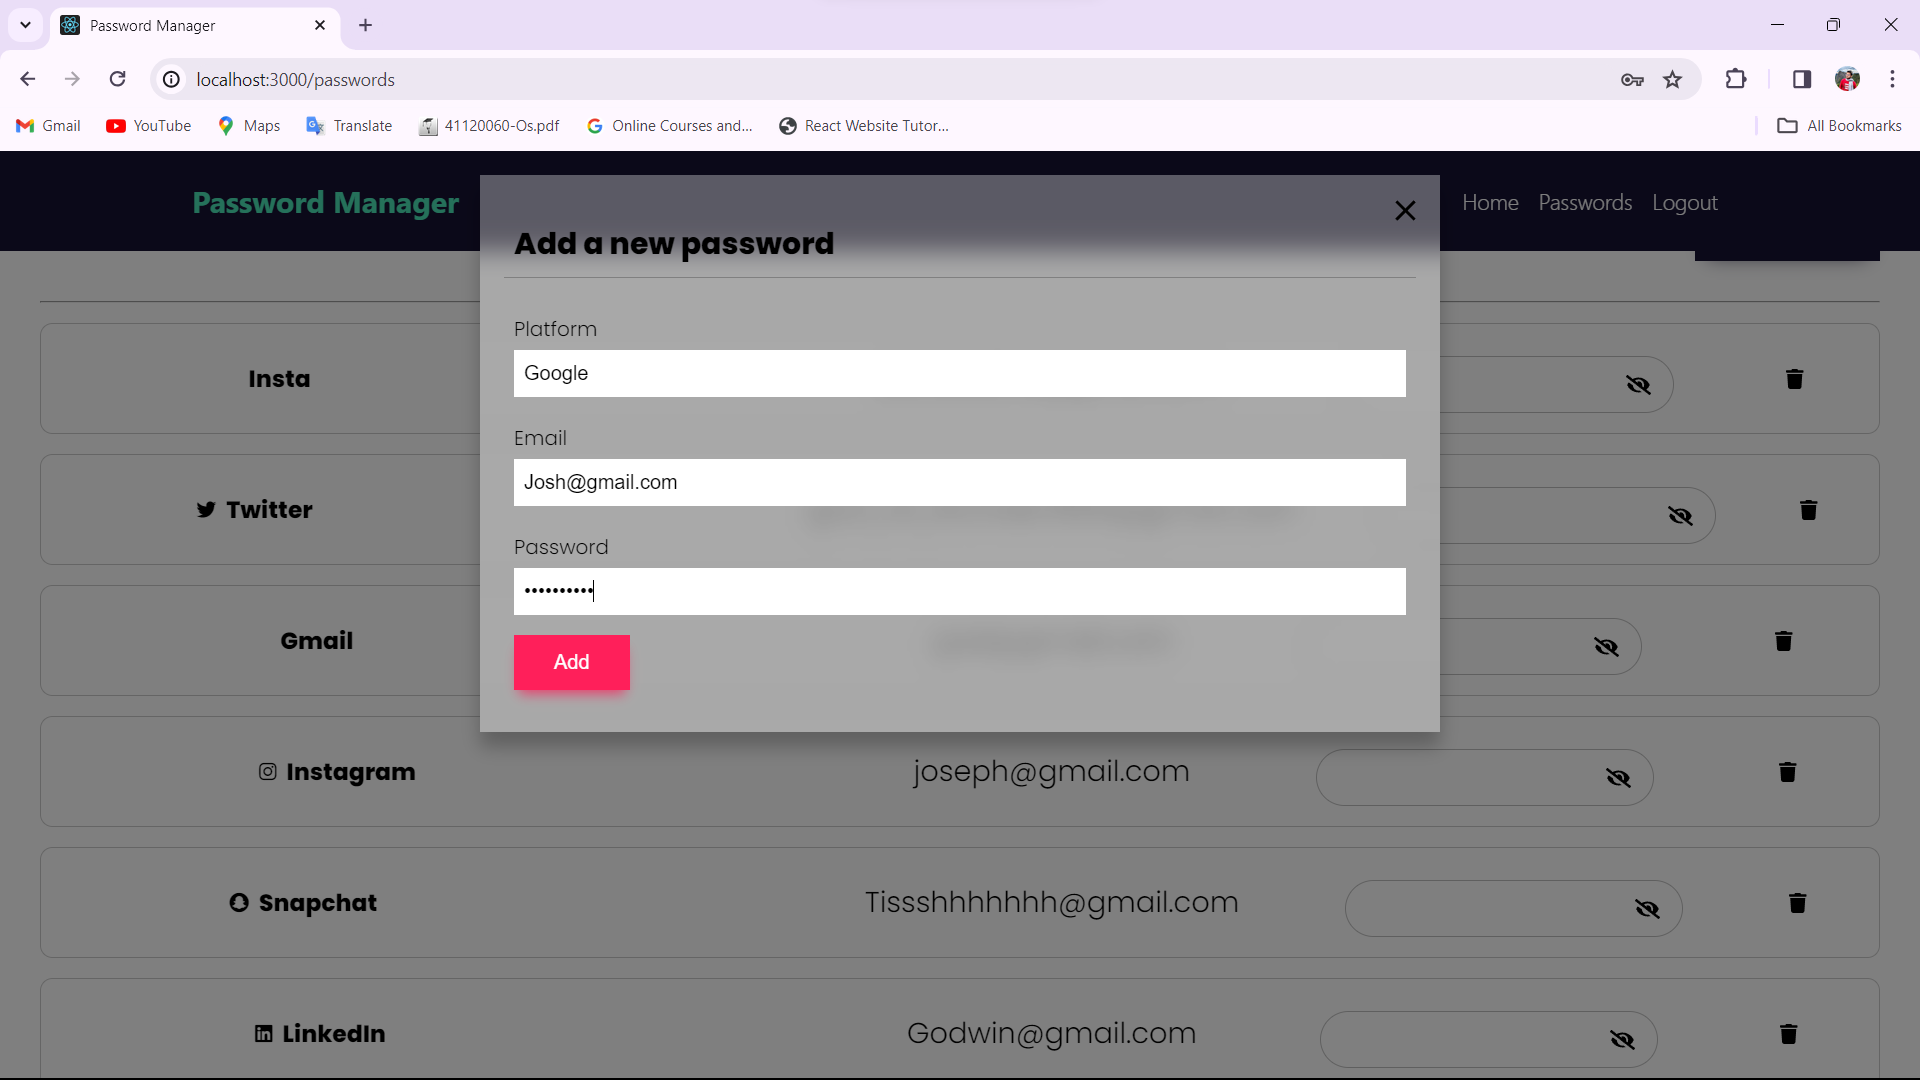 Password Manager
localhost:3000/passwords
Gmail YouTube Maps Translate 41120060-Os.pdf Online Courses and... React Website Tutor... All Bookmarks
Password Manager Home Passwords Logout
Add a new password
Platform
Google
Email
Josh@gmail.com
Password
••••••••••
Add
Insta
Twitter
Gmail
Instagram joseph@gmail.com
Snapchat Tissshhhhhhh@gmail.com
LinkedIn Godwin@gmail.com